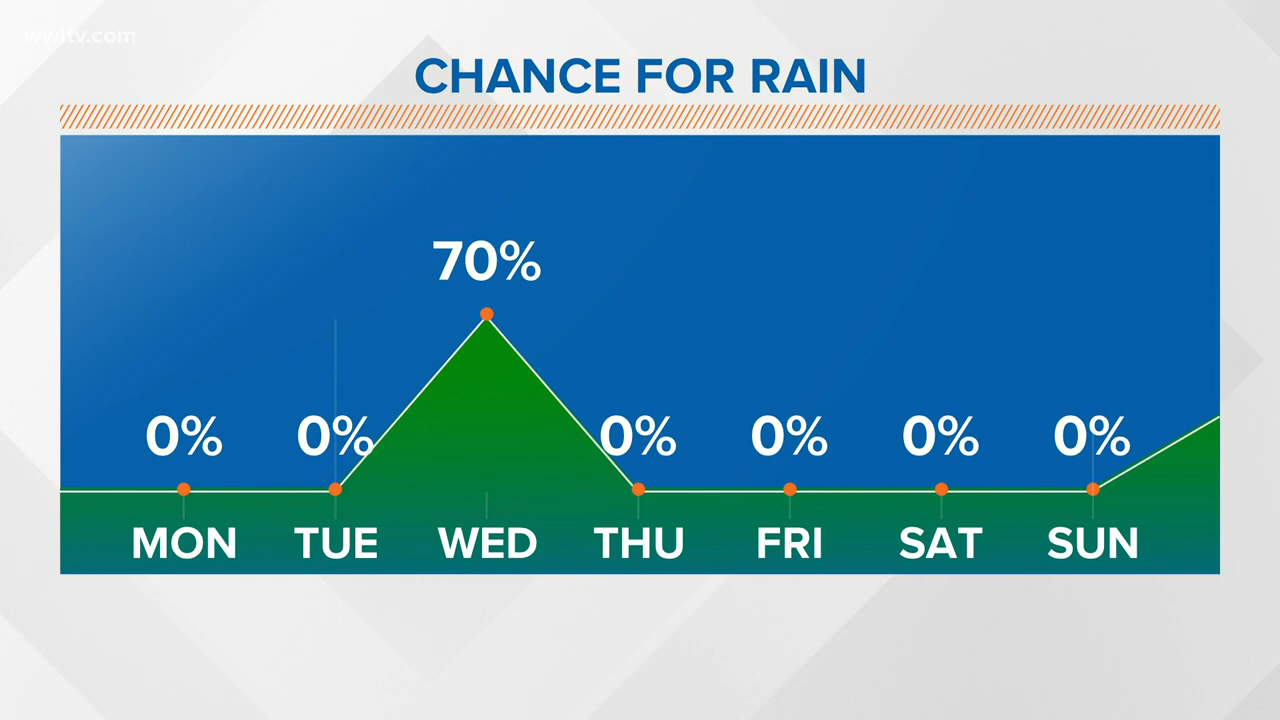 wwltv.com
CHANCE FOR RAIN
70%
0% 0% 0% 0% 0% 0%
MON TUE WED THU FRI SAT SUN